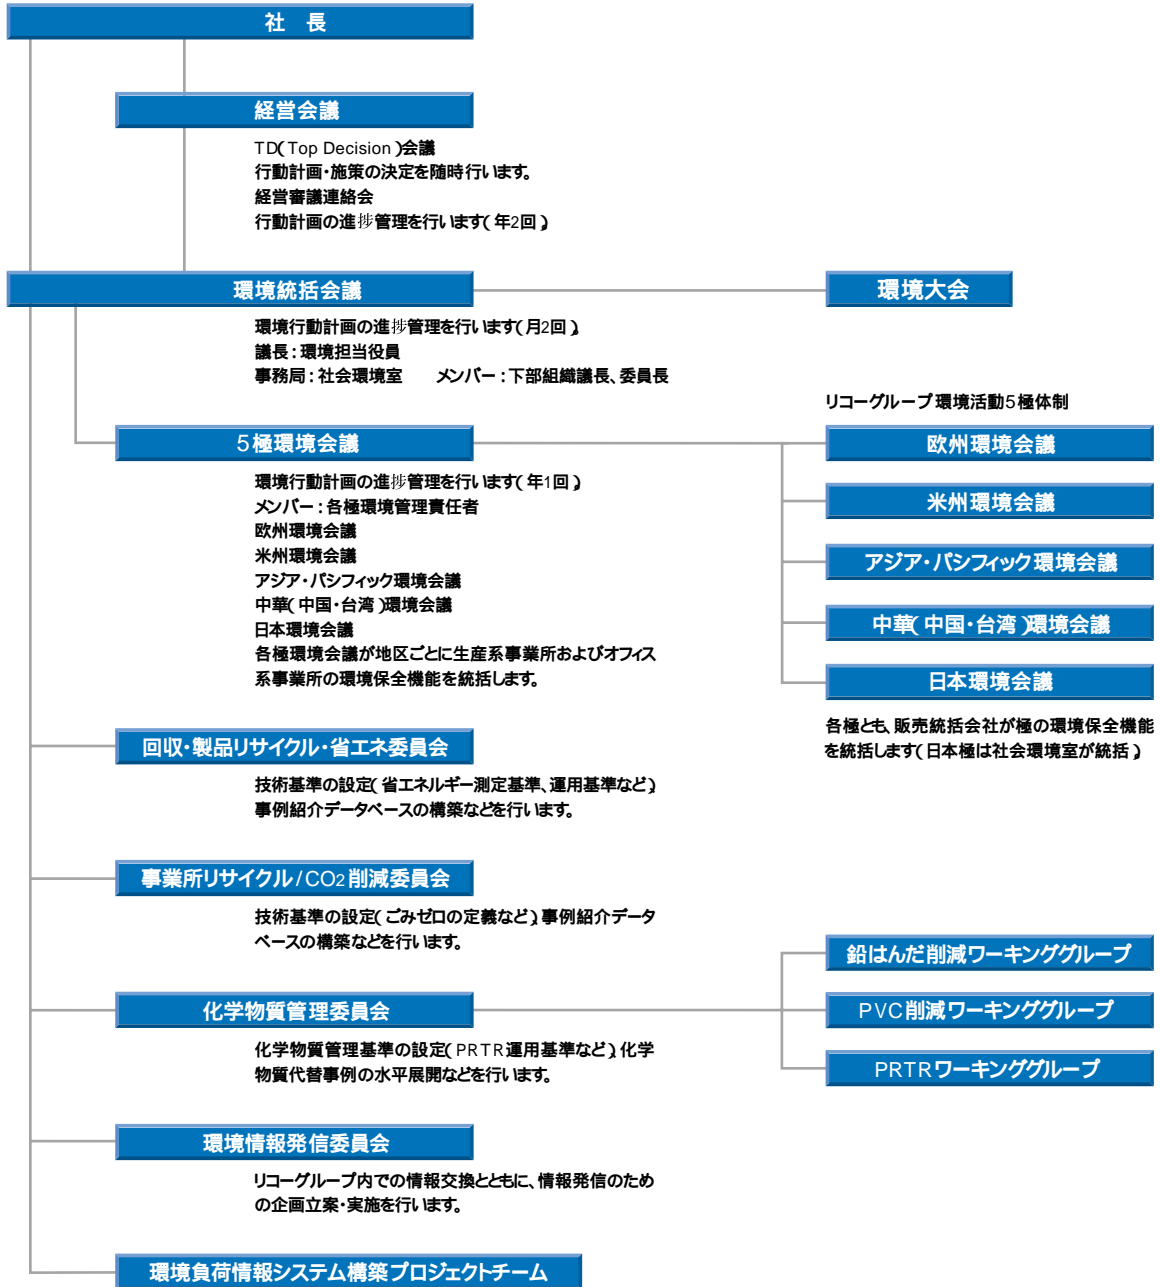 社 長
経営会議
TD(Top Decision)会議
行動計画・施策の決定を随時行います。
経営審議連絡会
行動計画の進捗管理を行います(年2回)
環境統括会議
環境大会
環境行動計画の進捗管理を行います(月2回)
議長:環境担当役員
事務局:社会環境室 メンバー:下部組織議長、委員長
リコーグループ環境活動5極体制
5極環境会議
欧州環境会議
米州環境会議
アジア・パシフィック環境会議
中華(中国・台湾)環境会議
日本環境会議
環境行動計画の進捗管理を行います(年1回)
メンバー:各極環境管理責任者
欧州環境会議
米州環境会議
アジア・パシフィック環境会議
中華(中国・台湾)環境会議
日本環境会議
各極環境会議が地区ごとに生産系事業所およびオフィス
系事業所の環境保全機能を統括します。
各極とも、販売統括会社が極の環境保全機能
を統括します(日本極は社会環境室が統括)
回収・製品リサイクル・省エネ委員会
技術基準の設定(省エネルギー測定基準、運用基準など)
事例紹介データベースの構築などを行います。
事業所リサイクル/CO2削減委員会
技術基準の設定(ごみゼロの定義など)事例紹介データ
ベースの構築などを行います。
化学物質管理委員会
鉛はんだ削減ワーキンググループ
PVC削減ワーキンググループ
PRTRワーキンググループ
化学物質管理基準の設定(PRTR運用基準など)化学
物質代替事例の水平展開などを行います。
環境情報発信委員会
リコーグループ内での情報交換とともに、情報発信のため
の企画立案・実施を行います。
環境負荷情報システム構築プロジェクトチーム